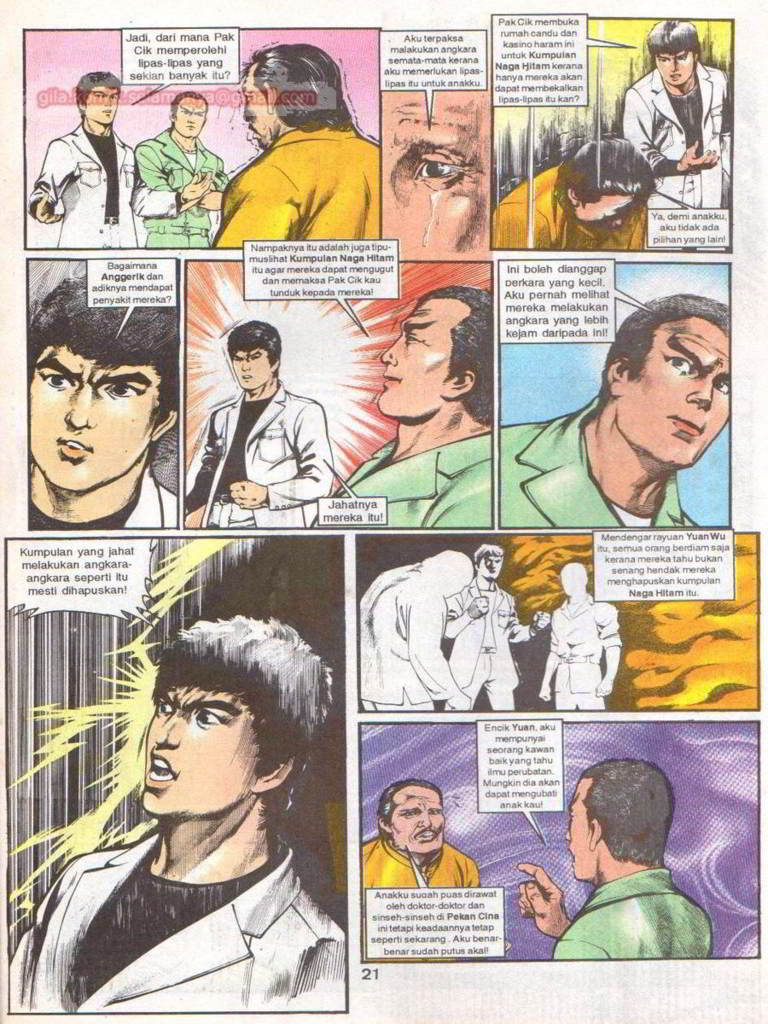 Jadi, dari mana Pak
Cik memperolehi
lipas-lipas yang
sekian banyak itu?
Aku terpaksa
malakukan angkara
semata-mata kerana
aku memerlukan lipas-
lipas itu untuk anakku.
Pak Cik membuka
rumah candu dan
kasino haram ini
untuk Kumpulan
Naga Hitam kerana
hanya mereka akan
dapat membekalkan
lipas-lipas itu kan?
Ya, demi anakku,
aku tidak ada
pilihan yang lain!
Bagaimana
Anggerik dan
adiknya mendapat
penyakit mereka?
Nampaknya itu adalah juga tipu-
muslihat Kumpulan Naga Hitam
itu agar mereka dapat mengugut
dan memaksa Pak Cik kau
tunduk kepada mereka!
Jahatnya
mereka itu!
Ini boleh dianggap
perkara yang kecil.
Aku pernah melihat
mereka melakukan
angkara yang lebih
kejam daripada ini!
Kumpulan yang jahat
melakukan angkara-
angkara seperti itu
mesti dihapuskan!
Mendengar rayuan Yuan Wu
itu, semua orang berdiam saja
kerana mereka tahu bukan
senang hendak mereka
menghapuskan kumpulan
Naga Hitam itu.
Encik Yuan, aku
mempunyai
seorang kawan
baik yang tahu
ilmu perubatan.
Mungkin dia akan
dapat mengubati
anak kau!
Anakku sudah puas dirawat
oleh doktor-doktor dan
sinseh-sinseh di Pekan Cina
ini tetapi keadaannya tetap
seperti sekarang. Aku benar-
benar sudah putus akal!
21